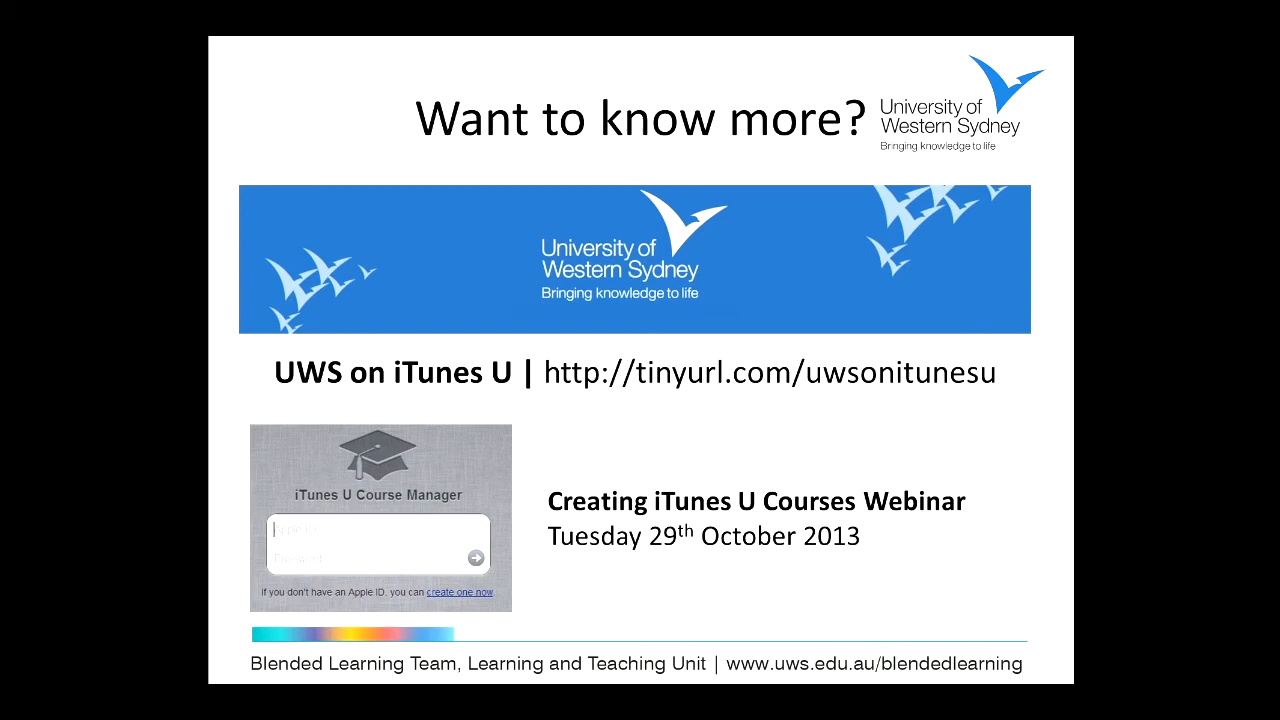 Want to know more?
University of
Western Sydney
Bringing knowledge to life
University of
Western Sydney
Bringing knowledge to life
UWS on iTunes U | http://tinyurl.com/uwsonitunesu
iTunes U Course Manager
Apple ID
Password
If you don't have an Apple ID, you can create one now.
Creating iTunes U Courses Webinar
Tuesday 29th October 2013
Blended Learning Team, Learning and Teaching Unit | www.uws.edu.au/blendedlearning